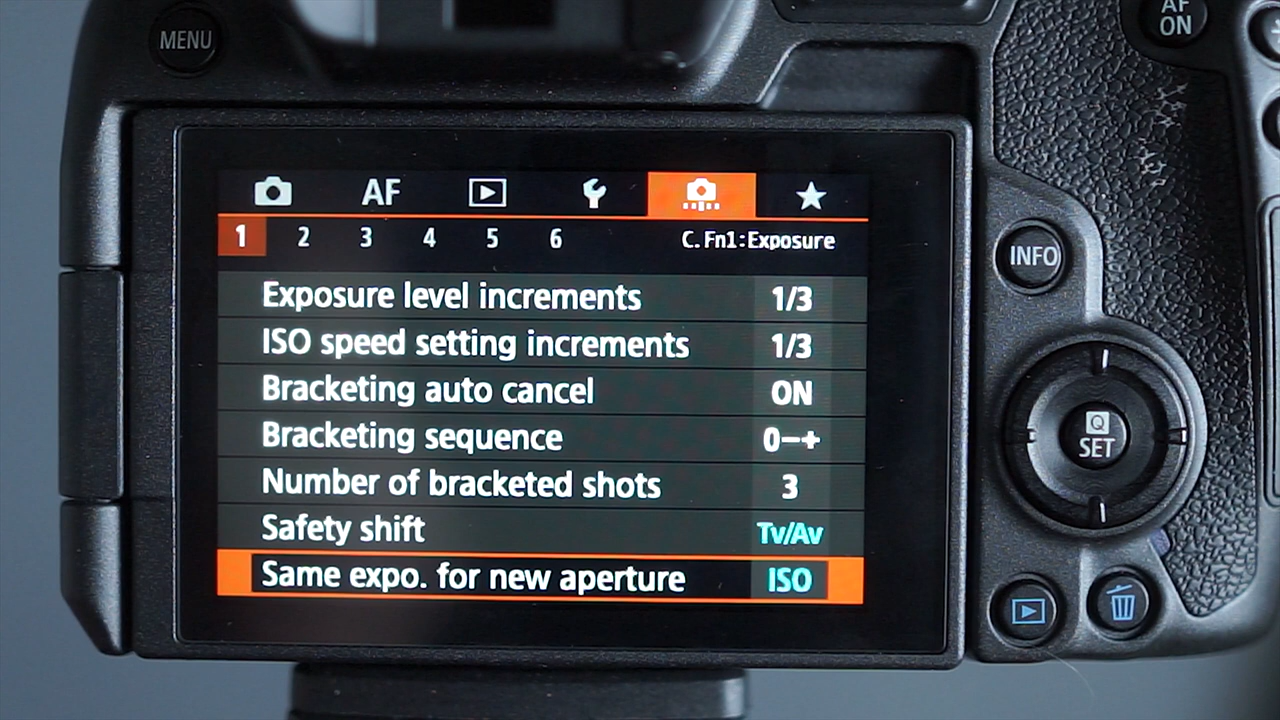 MENU
AF
ON
AF
1 2 3 4 5 6 C.Fn1:Exposure
INFO
Exposure level increments 1/3
ISO speed setting increments 1/3
Bracketing auto cancel ON
Bracketing sequence 0−+
Q
SET
Number of bracketed shots 3
Safety shift Tv/Av
Same expo. for new aperture ISO